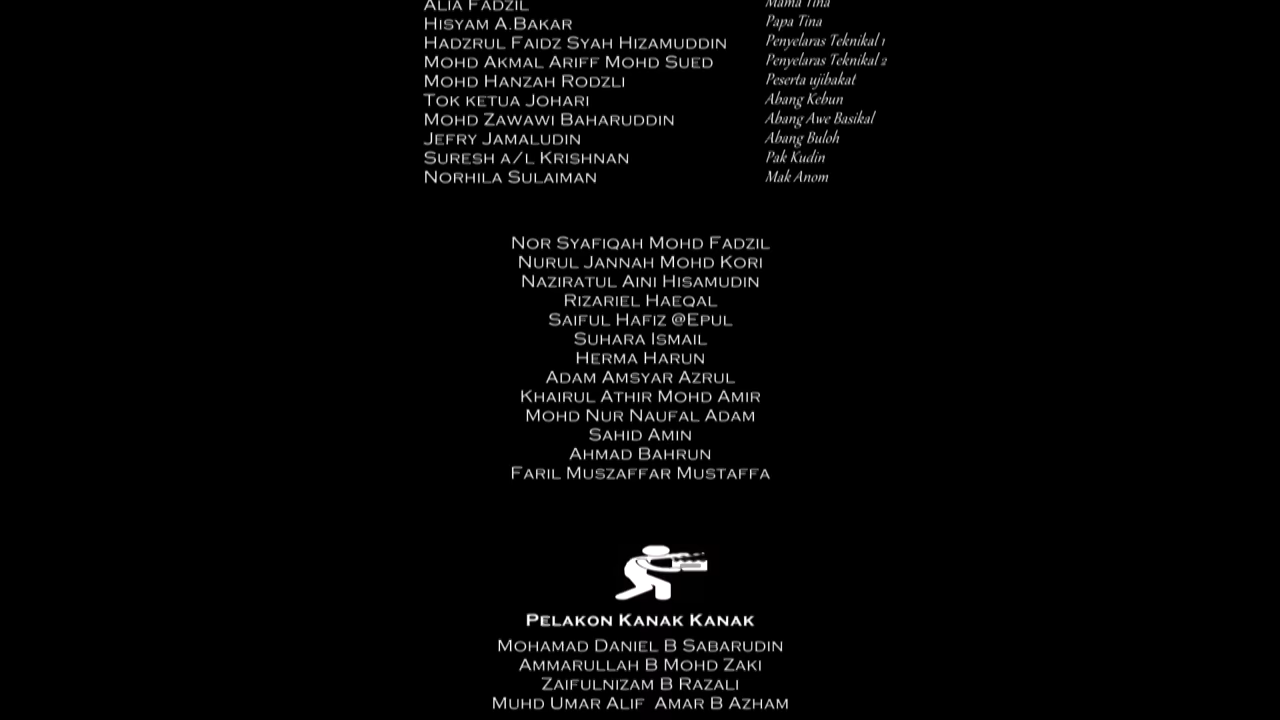 Alia Fadzil Mama Tina
Hisyam A.Bakar Papa Tina
Hadzrul Faidz Syah Hizamuddin Penyelaras Teknikal 1
Mohd Akmal Ariff Mohd Sued Penyelaras Teknikal 2
Mohd Hanzah Rodzli Peserta ujibakat
Tok ketua Johari Abang Kebun
Mohd Zawawi Baharuddin Abang Awe Basikal
Jefry Jamaludin Abang Buloh
Suresh a/l Krishnan Pak Kudin
Norhila Sulaiman Mak Anom
Nor Syafiqah Mohd Fadzil
Nurul Jannah Mohd Kori
Naziratul Aini Hisamudin
Rizariel Haeqal
Saiful Hafiz @Epul
Suhara Ismail
Herma Harun
Adam Amsyar Azrul
Khairul Athir Mohd Amir
Mohd Nur Naufal Adam
Sahid Amin
Ahmad Bahrun
Faril Muszaffar Mustaffa
Pelakon Kanak Kanak
Mohamad Daniel B Sabarudin
Ammarullah B Mohd Zaki
Zaifulnizam B Razali
Muhd Umar Alif Amar B Azham